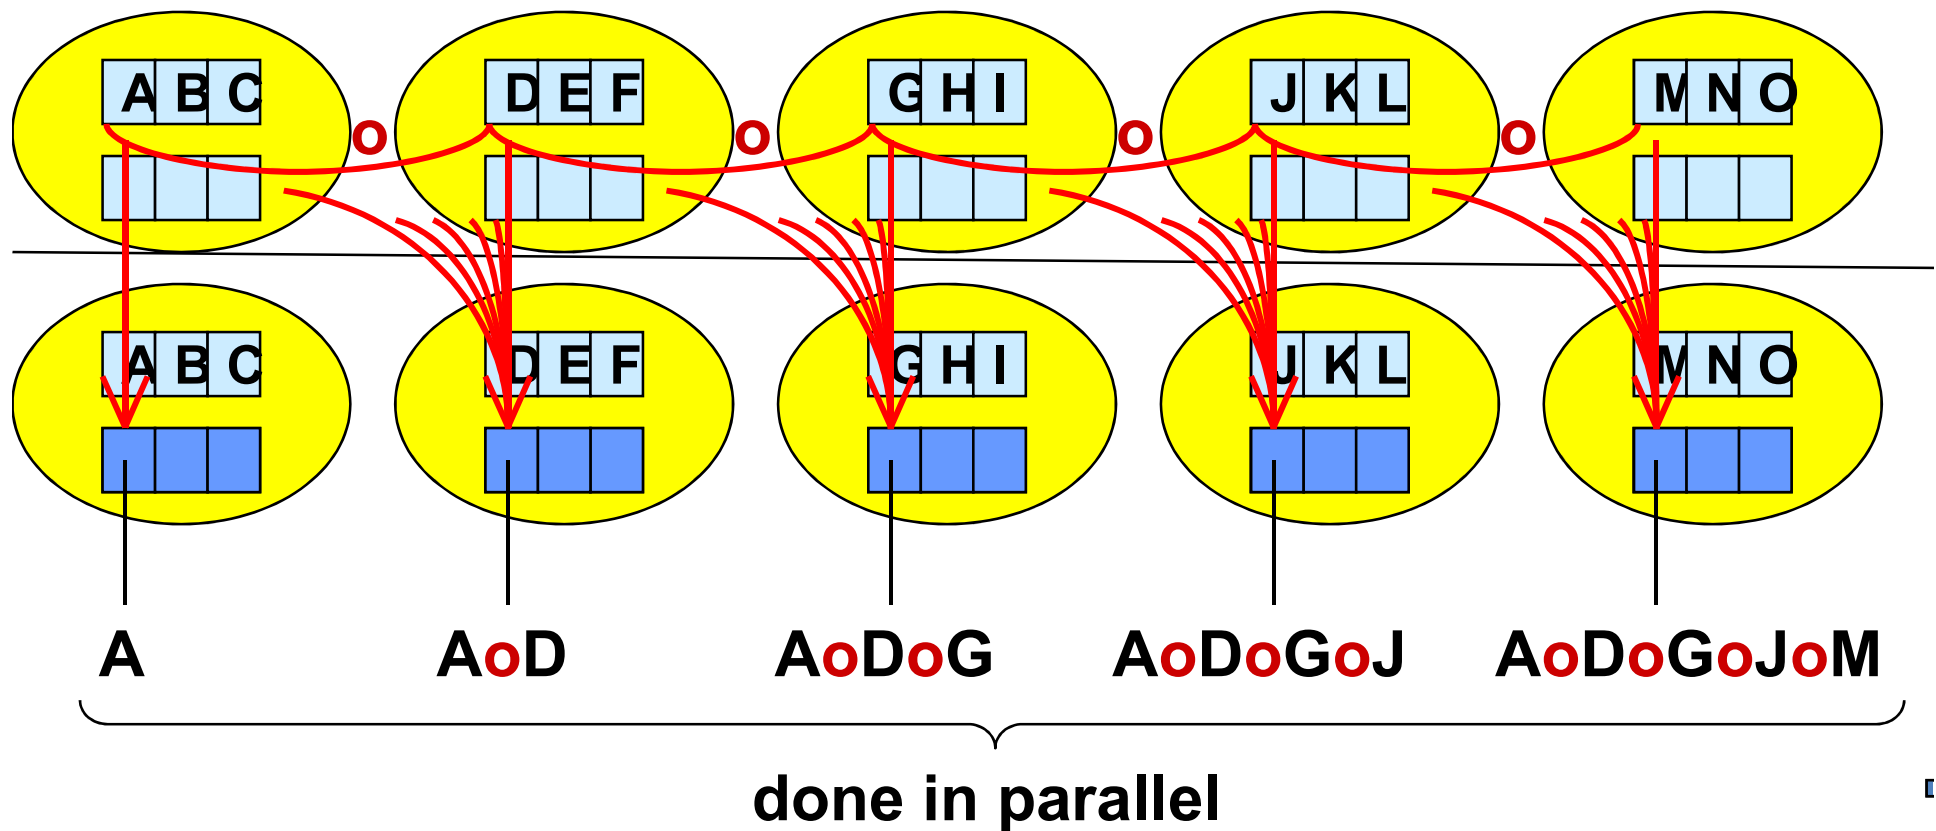 A B C D E F G H I J K L M N O
o o o o
A B C D E F G H I J K L M N O
A AoD AoDoG AoDoGoJ AoDoGoJoM
done in parallel